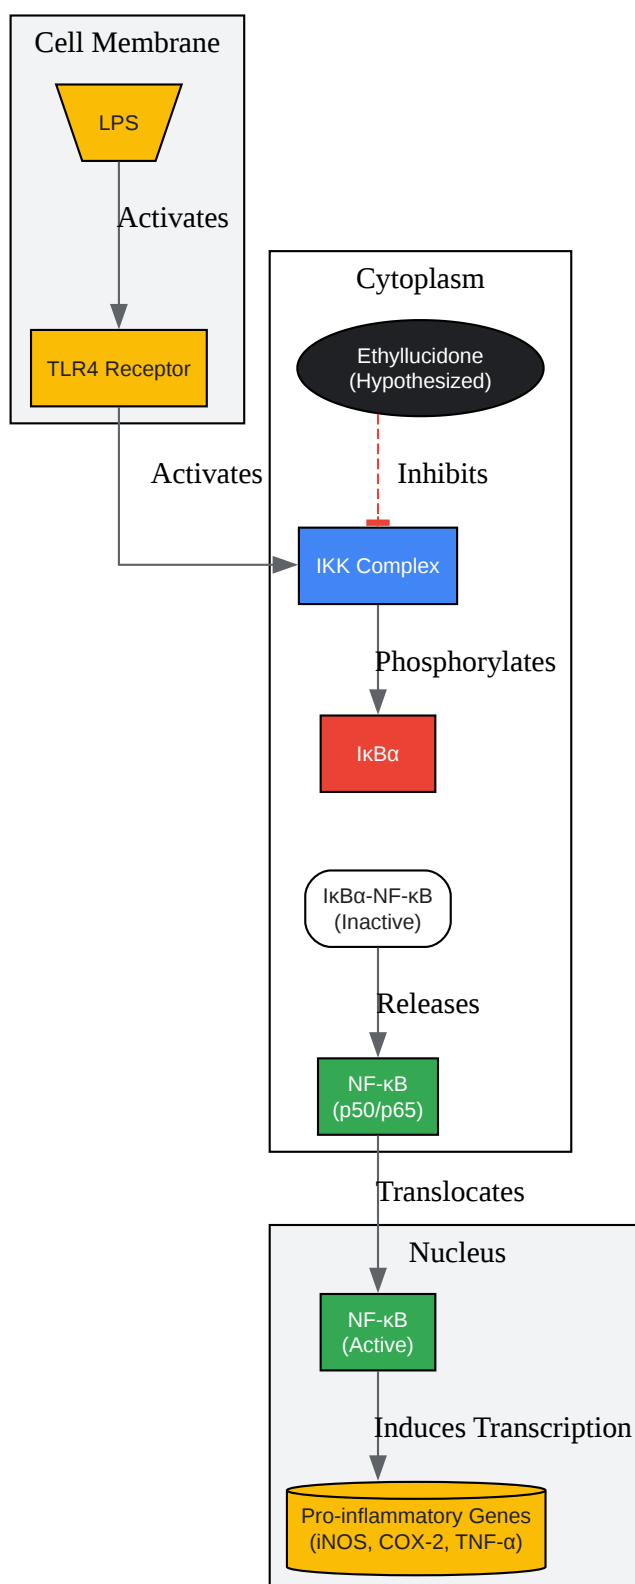 Cell Membrane
LPS
Activates
TLR4 Receptor
Activates
Cytoplasm
Ethyllucidone
(Hypothesized)
Inhibits
IKK Complex
Phosphorylates
IκBα
IκBα-NF-κB
(Inactive)
Releases
NF-κB
(p50/p65)
Translocates
Nucleus
NF-κB
(Active)
Induces Transcription
Pro-inflammatory Genes
(iNOS, COX-2, TNF-α)